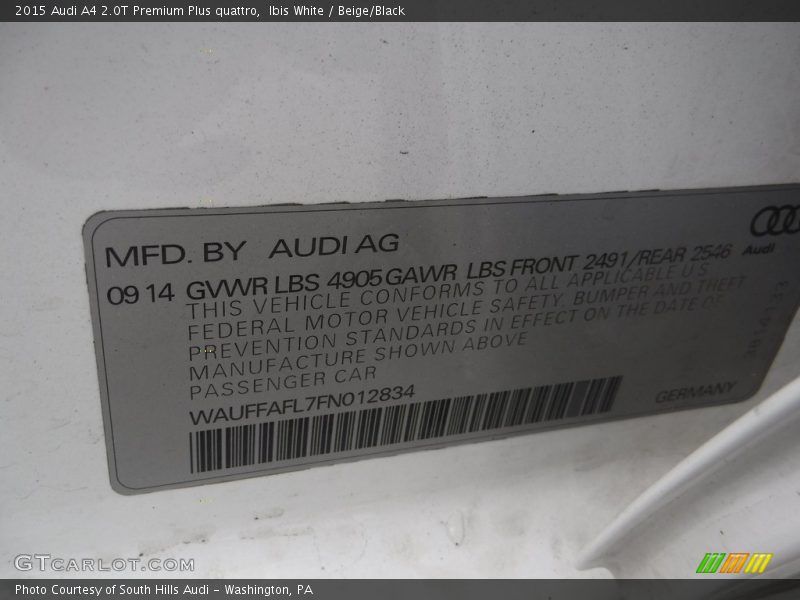 2015 Audi A4 2.0T Premium Plus quattro,  Ibis White / Beige/Black
MFD. BY AUDI AG
09 14 GVWR LBS 4905 GAWR LBS FRONT 2491/REAR 2546
Audi
THIS VEHICLE CONFORMS TO ALL APPLICABLE U S
FEDERAL MOTOR VEHICLE SAFETY, BUMPER AND THEFT
PREVENTION STANDARDS IN EFFECT ON THE DATE OF
MANUFACTURE SHOWN ABOVE
PASSENGER CAR
WAUFFAFL7FN012834
GERMANY
GTCarLot.com
Photo Courtesy of South Hills Audi - Washington, PA